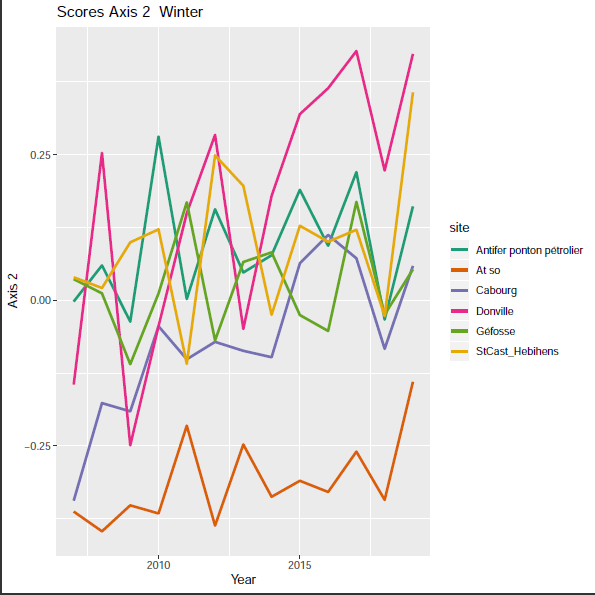 Scores Axis 2  Winter
Axis 2
0.25
0.00
−0.25
2010
2015
Year
site
Antifer ponton pétrolier
At so
Cabourg
Donville
Géfosse
StCast_Hebihens